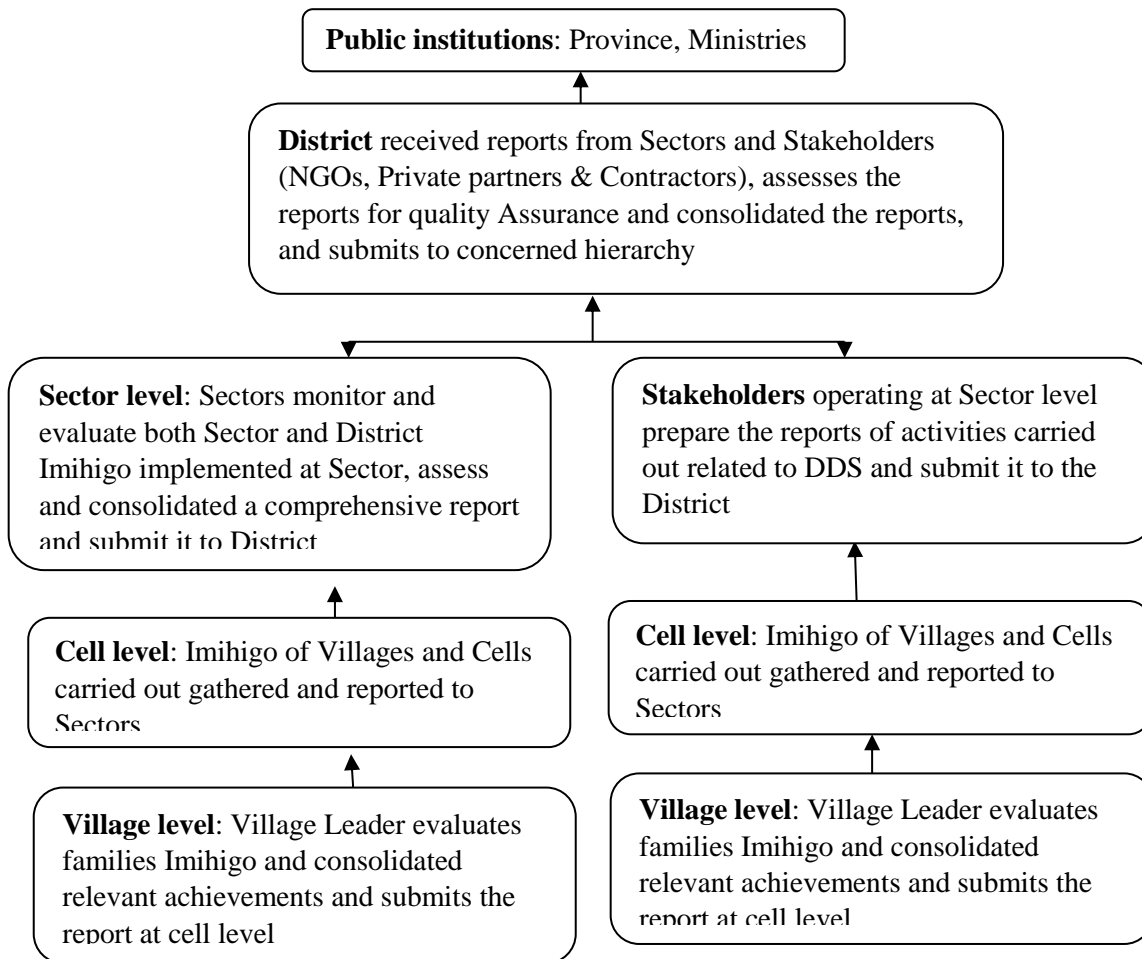 Public institutions: Province, Ministries
District received reports from Sectors and Stakeholders
(NGOs, Private partners & Contractors), assesses the
reports for quality Assurance and consolidated the reports,
and submits to concerned hierarchy
Sector level: Sectors monitor and
evaluate both Sector and District
Imihigo implemented at Sector, assess
and consolidated a comprehensive report
and submit it to District
Stakeholders operating at Sector level
prepare the reports of activities carried
out related to DDS and submit it to the
District
Cell level: Imihigo of Villages and Cells
carried out gathered and reported to
Sectors
Cell level: Imihigo of Villages and Cells
carried out gathered and reported to
Sectors
Village level: Village Leader evaluates
families Imihigo and consolidated
relevant achievements and submits the
report at cell level
Village level: Village Leader evaluates
families Imihigo and consolidated
relevant achievements and submits the
report at cell level